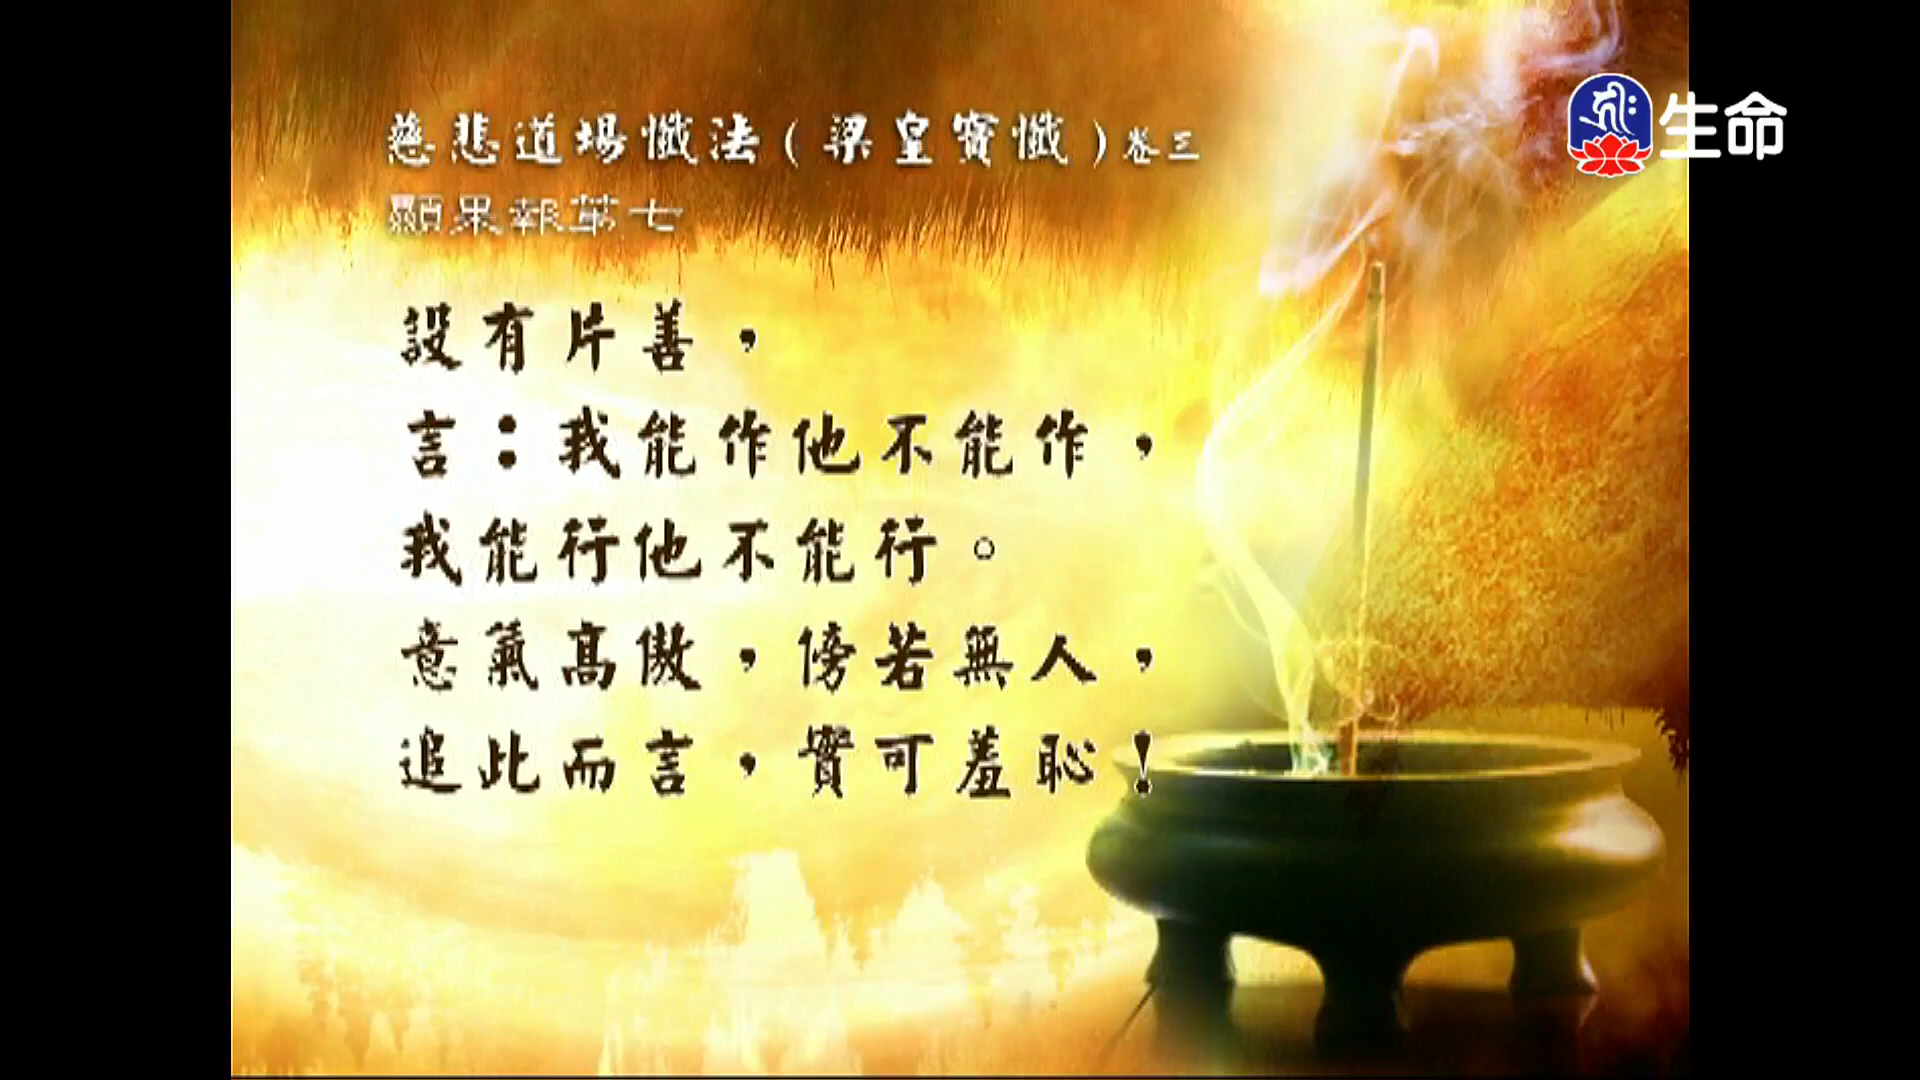 慈悲道場懺法(梁皇寶懺)卷三
顯果報第七
生命
設有片善，
言：我能作他不能作，
我能行他不能行。
意氣高傲，傍若無人，
追此而言，實可羞恥！